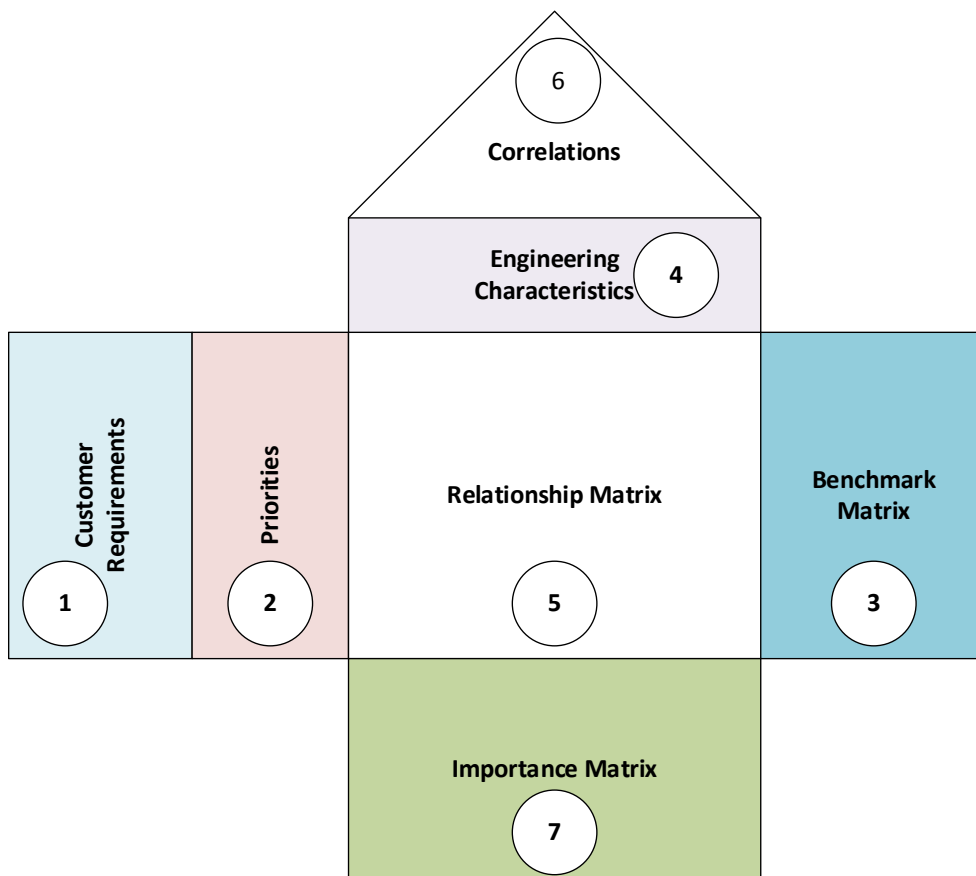 6
Correlations
Engineering
Characteristics
4
Customer
Requirements
1
Priorities
2
Relationship Matrix
5
Benchmark
Matrix
3
Importance Matrix
7